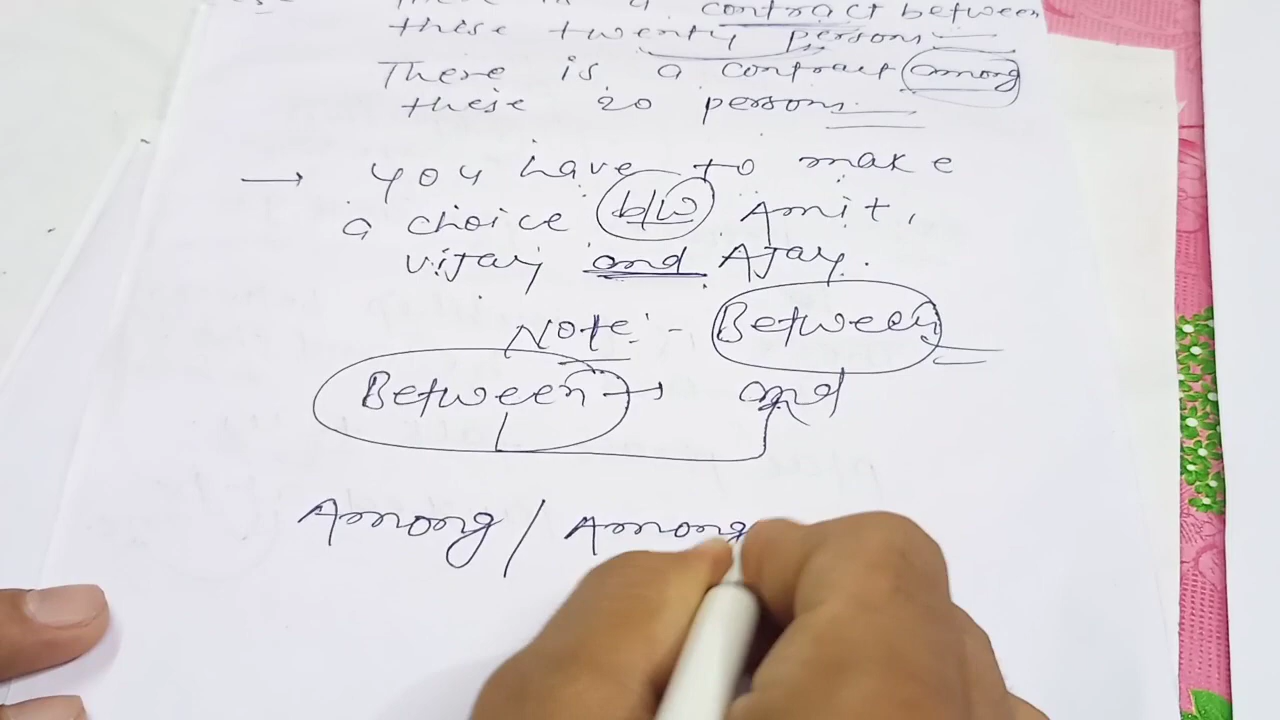 contract between
these twenty persons
There is a contract among
these 20 persons.
→ you have to make
a choice b/w Amit,
Vijay and Ajay.
Note:- Between
Between → and
Among / Among